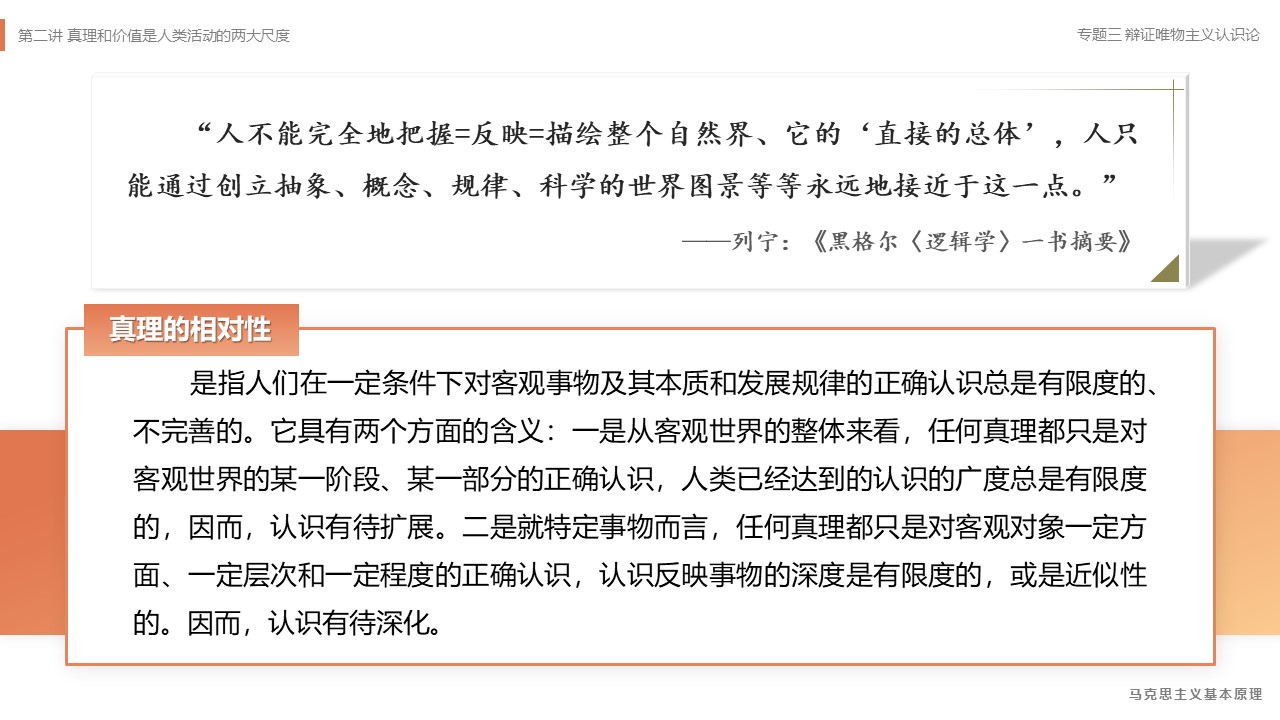 第二讲 真理和价值是人类活动的两大尺度
专题三 辩证唯物主义认识论
“人不能完全地把握=反映=描绘整个自然界、它的‘直接的总体’，人只
能通过创立抽象、概念、规律、科学的世界图景等等永远地接近于这一点。”
——列宁：《黑格尔〈逻辑学〉一书摘要》
真理的相对性
是指人们在一定条件下对客观事物及其本质和发展规律的正确认识总是有限度的、
不完善的。它具有两个方面的含义：一是从客观世界的整体来看，任何真理都只是对
客观世界的某一阶段、某一部分的正确认识，人类已经达到的认识的广度总是有限度
的，因而，认识有待扩展。二是就特定事物而言，任何真理都只是对客观对象一定方
面、一定层次和一定程度的正确认识，认识反映事物的深度是有限度的，或是近似性
的。因而，认识有待深化。
马克思主义基本原理